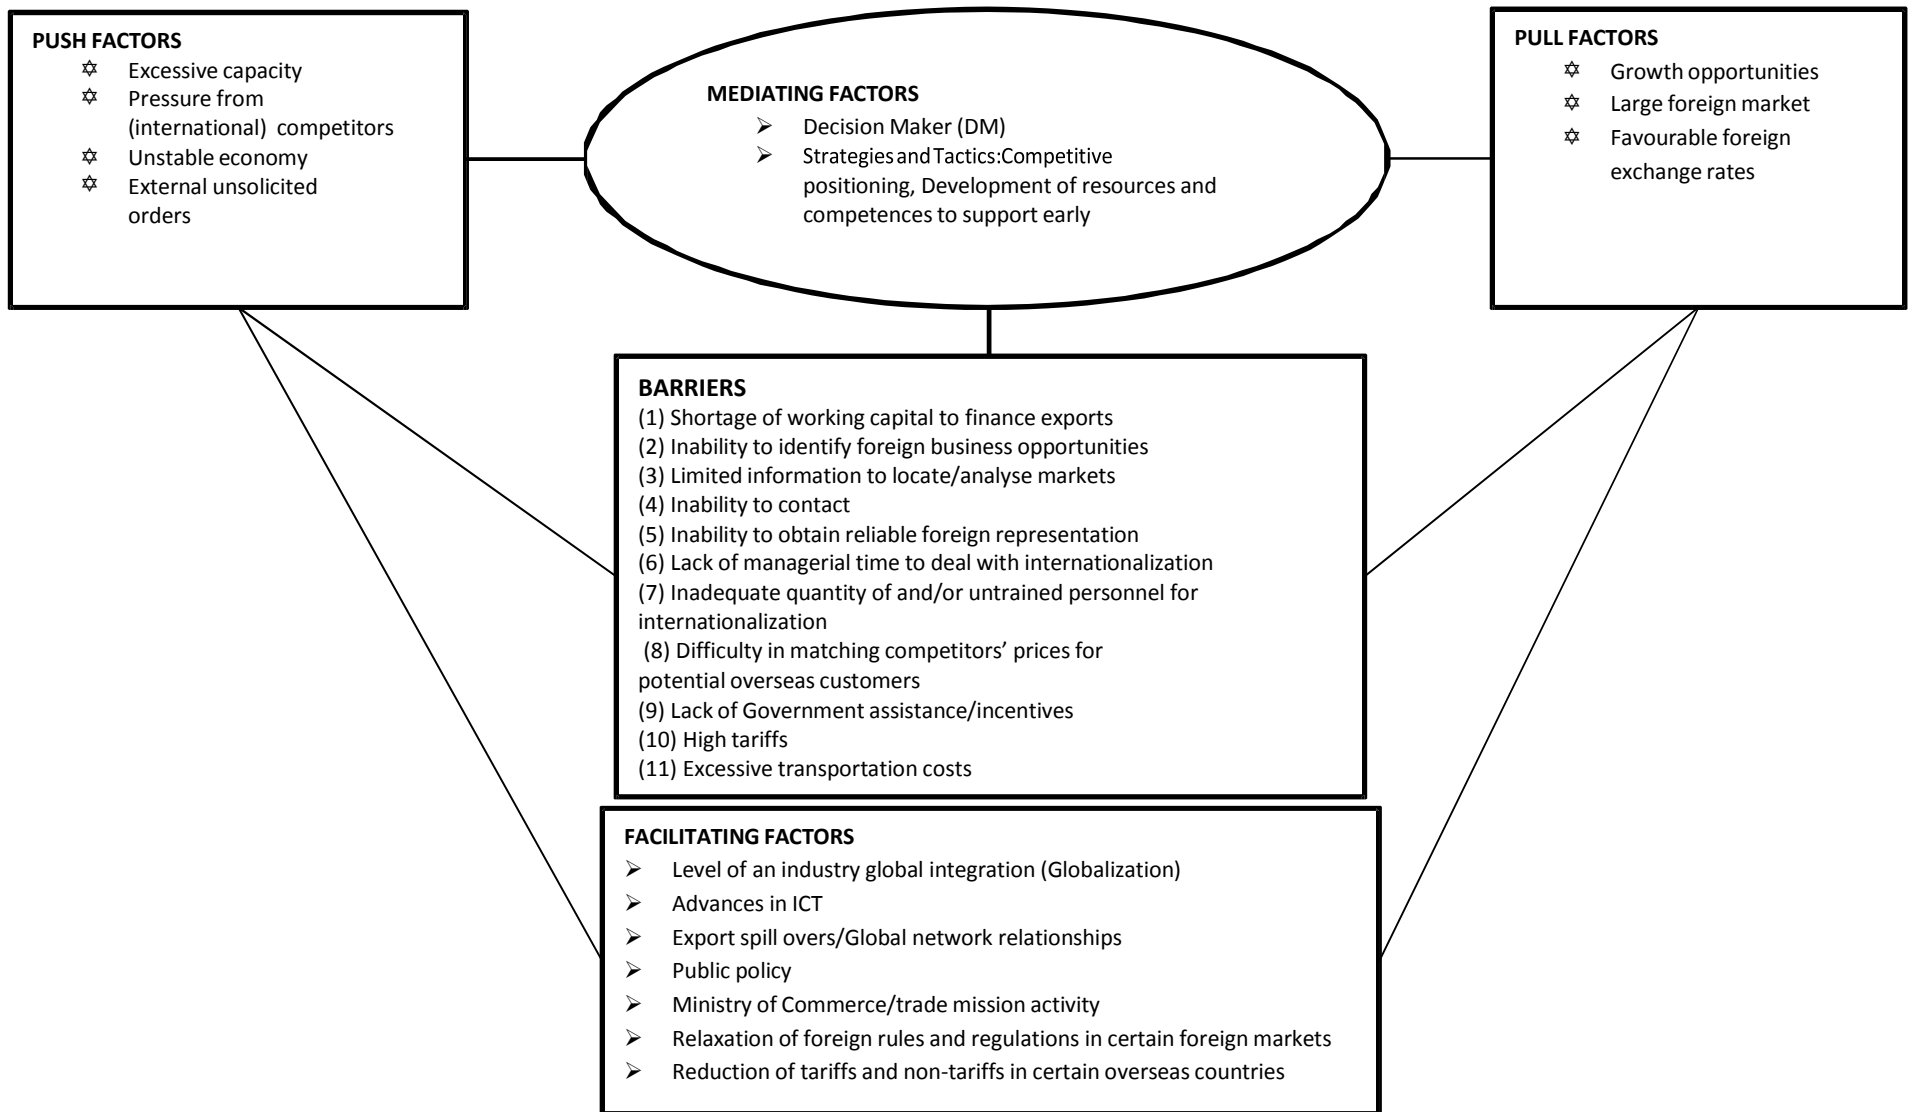 PUSH FACTORS
✡ Excessive capacity
✡ Pressure from
(international) competitors
✡ Unstable economy
✡ External unsolicited
orders
MEDIATING FACTORS
➢ Decision Maker (DM)
➢ Strategies and Tactics:Competitive
positioning, Development of resources and
competences to support early
PULL FACTORS
✡ Growth opportunities
✡ Large foreign market
✡ Favourable foreign
exchange rates
BARRIERS
(1) Shortage of working capital to finance exports
(2) Inability to identify foreign business opportunities
(3) Limited information to locate/analyse markets
(4) Inability to contact
(5) Inability to obtain reliable foreign representation
(6) Lack of managerial time to deal with internationalization
(7) Inadequate quantity of and/or untrained personnel for
internationalization
(8) Difficulty in matching competitors’ prices for
potential overseas customers
(9) Lack of Government assistance/incentives
(10) High tariffs
(11) Excessive transportation costs
FACILITATING FACTORS
➢ Level of an industry global integration (Globalization)
➢ Advances in ICT
➢ Export spill overs/Global network relationships
➢ Public policy
➢ Ministry of Commerce/trade mission activity
➢ Relaxation of foreign rules and regulations in certain foreign markets
➢ Reduction of tariffs and non-tariffs in certain overseas countries